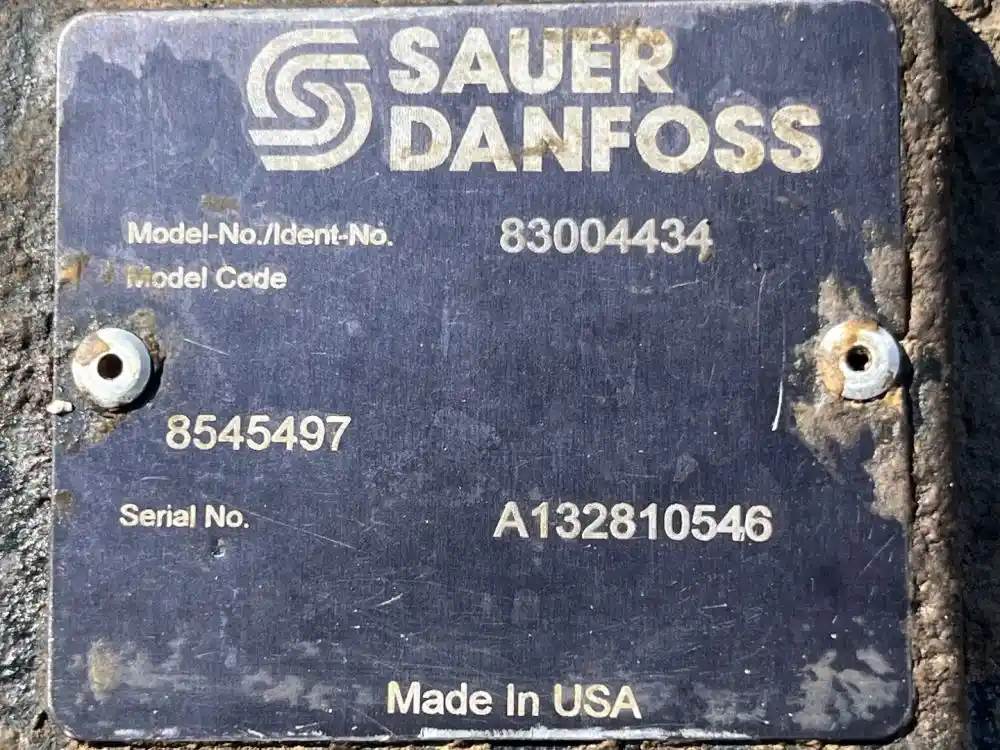 SAUER
DANFOSS
Model-No./Ident-No. 83004434
Model Code
8545497
Serial No. A132810546
Made In USA